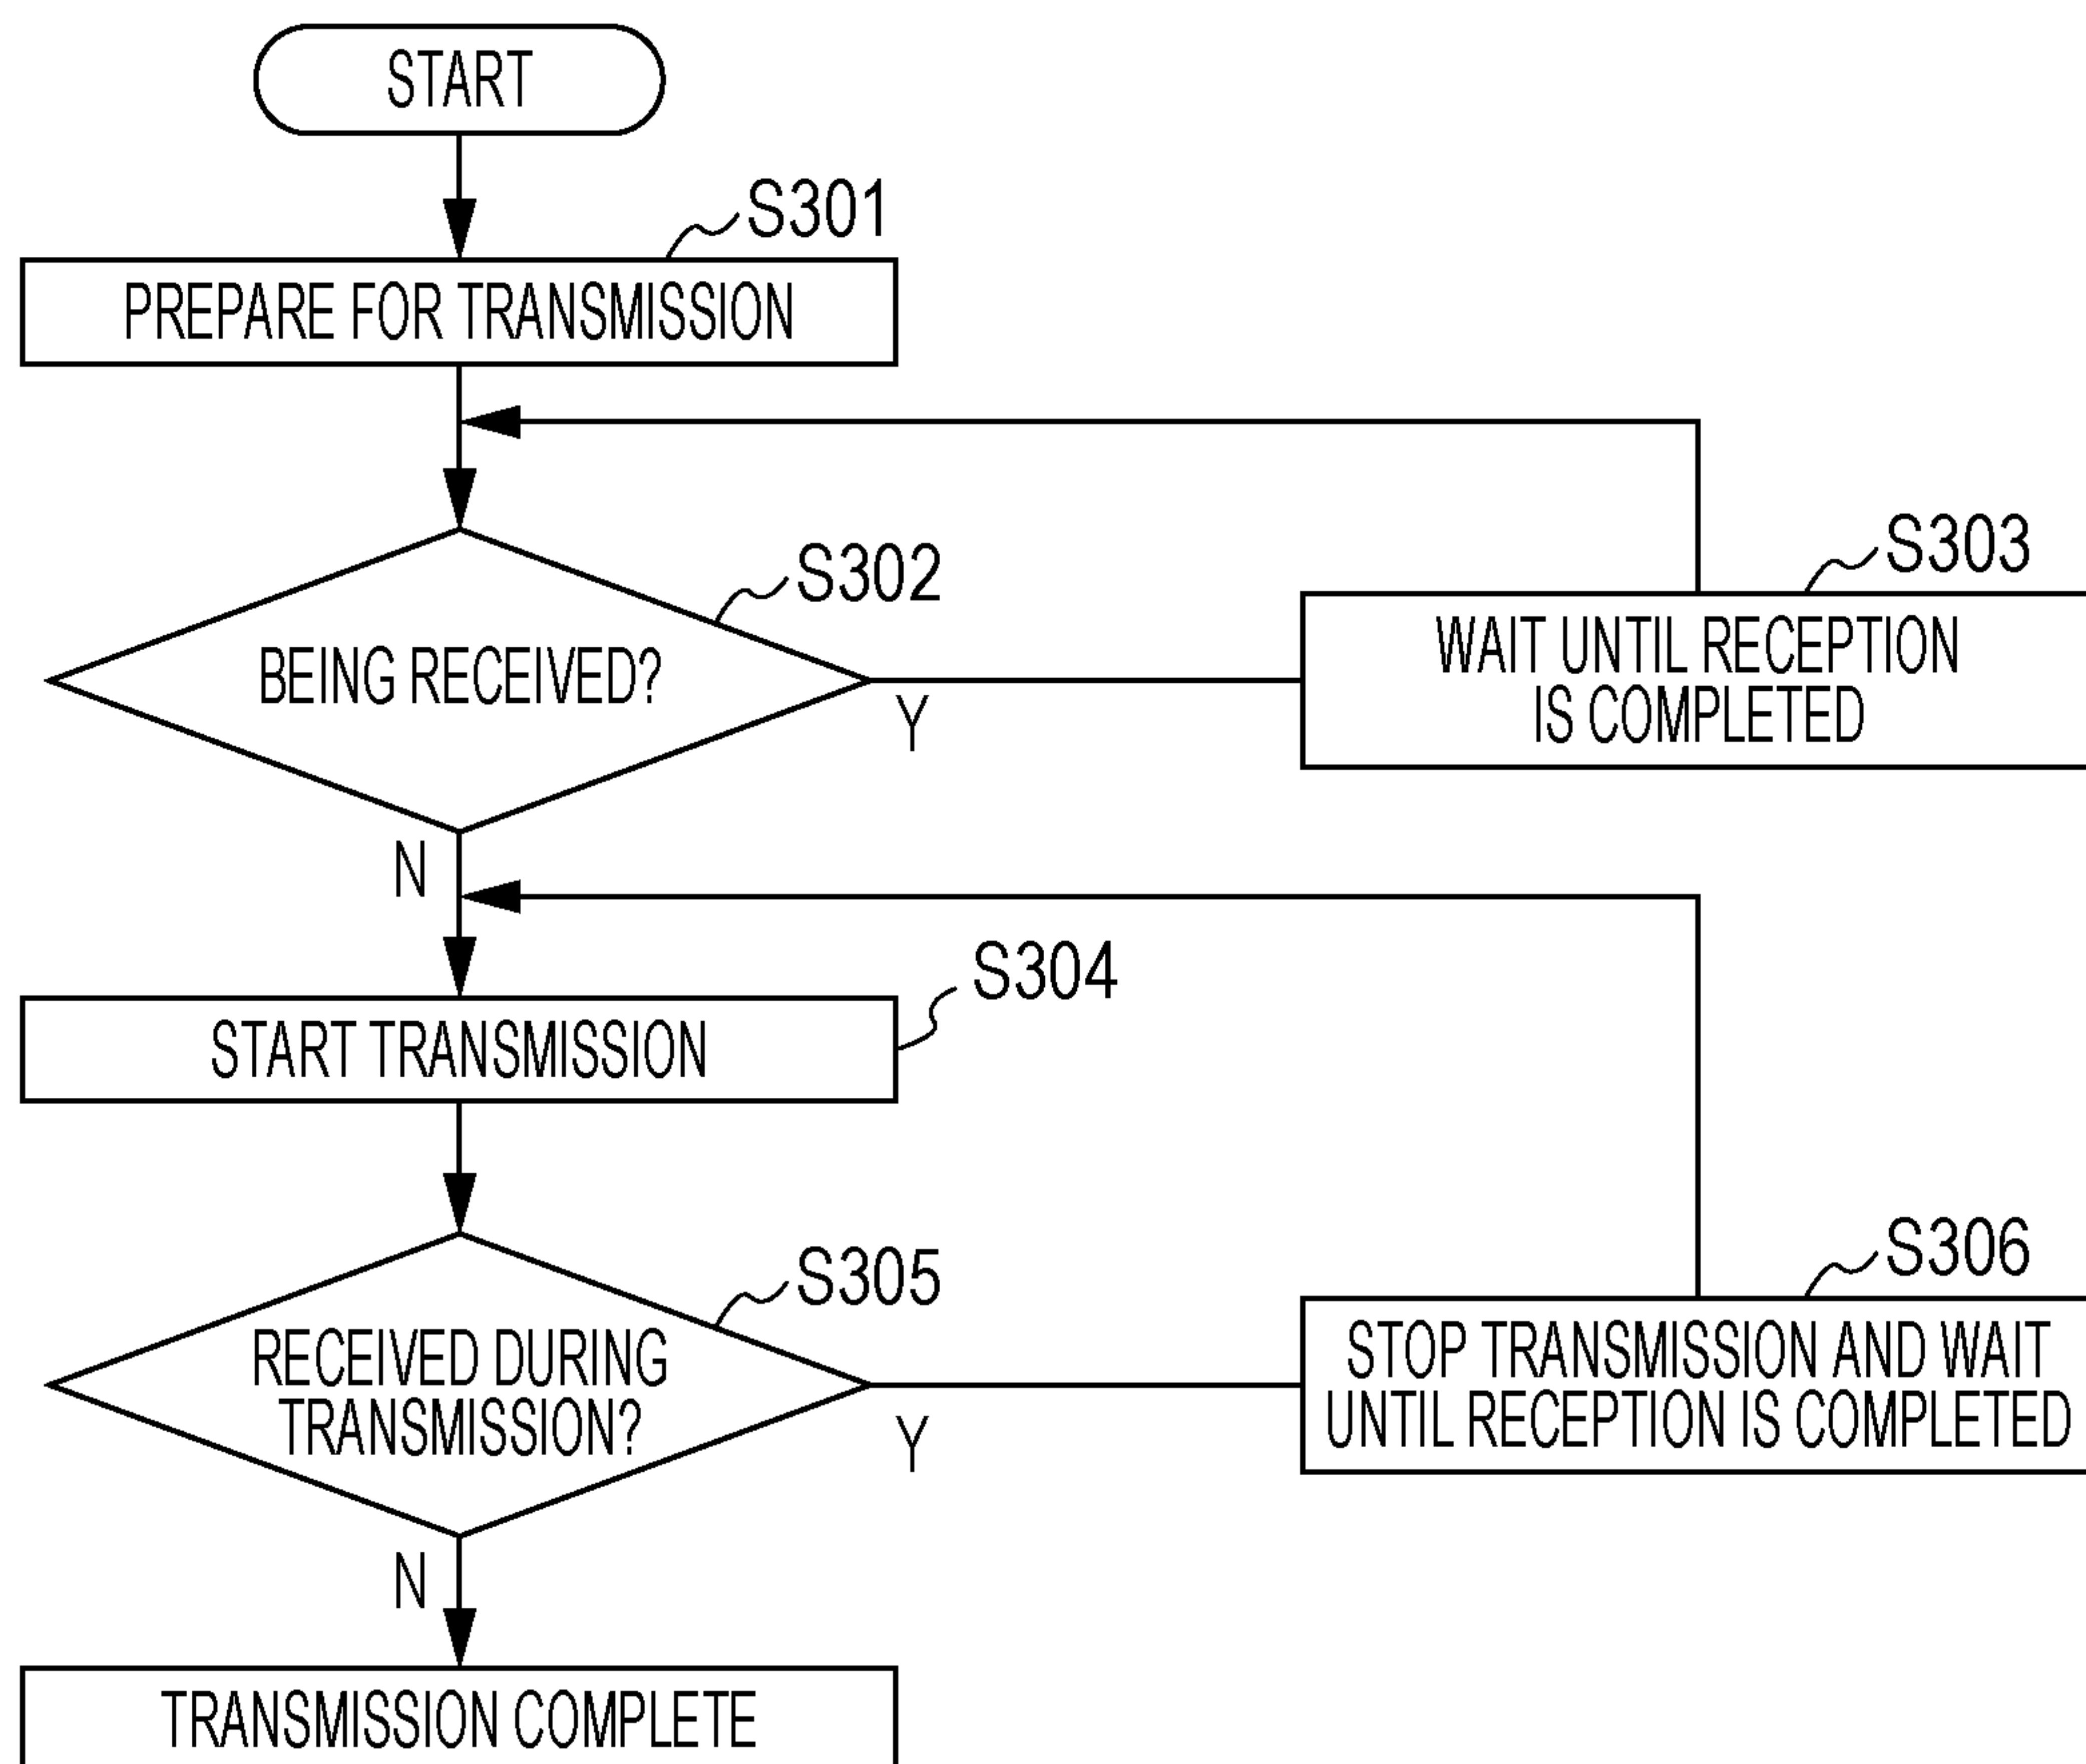 START
S301
PREPARE FOR TRANSMISSION
S302
BEING RECEIVED?
Y
S303
WAIT UNTIL RECEPTION
IS COMPLETED
N
S304
START TRANSMISSION
S305
RECEIVED DURING
TRANSMISSION?
Y
S306
STOP TRANSMISSION AND WAIT
UNTIL RECEPTION IS COMPLETED
N
TRANSMISSION COMPLETE